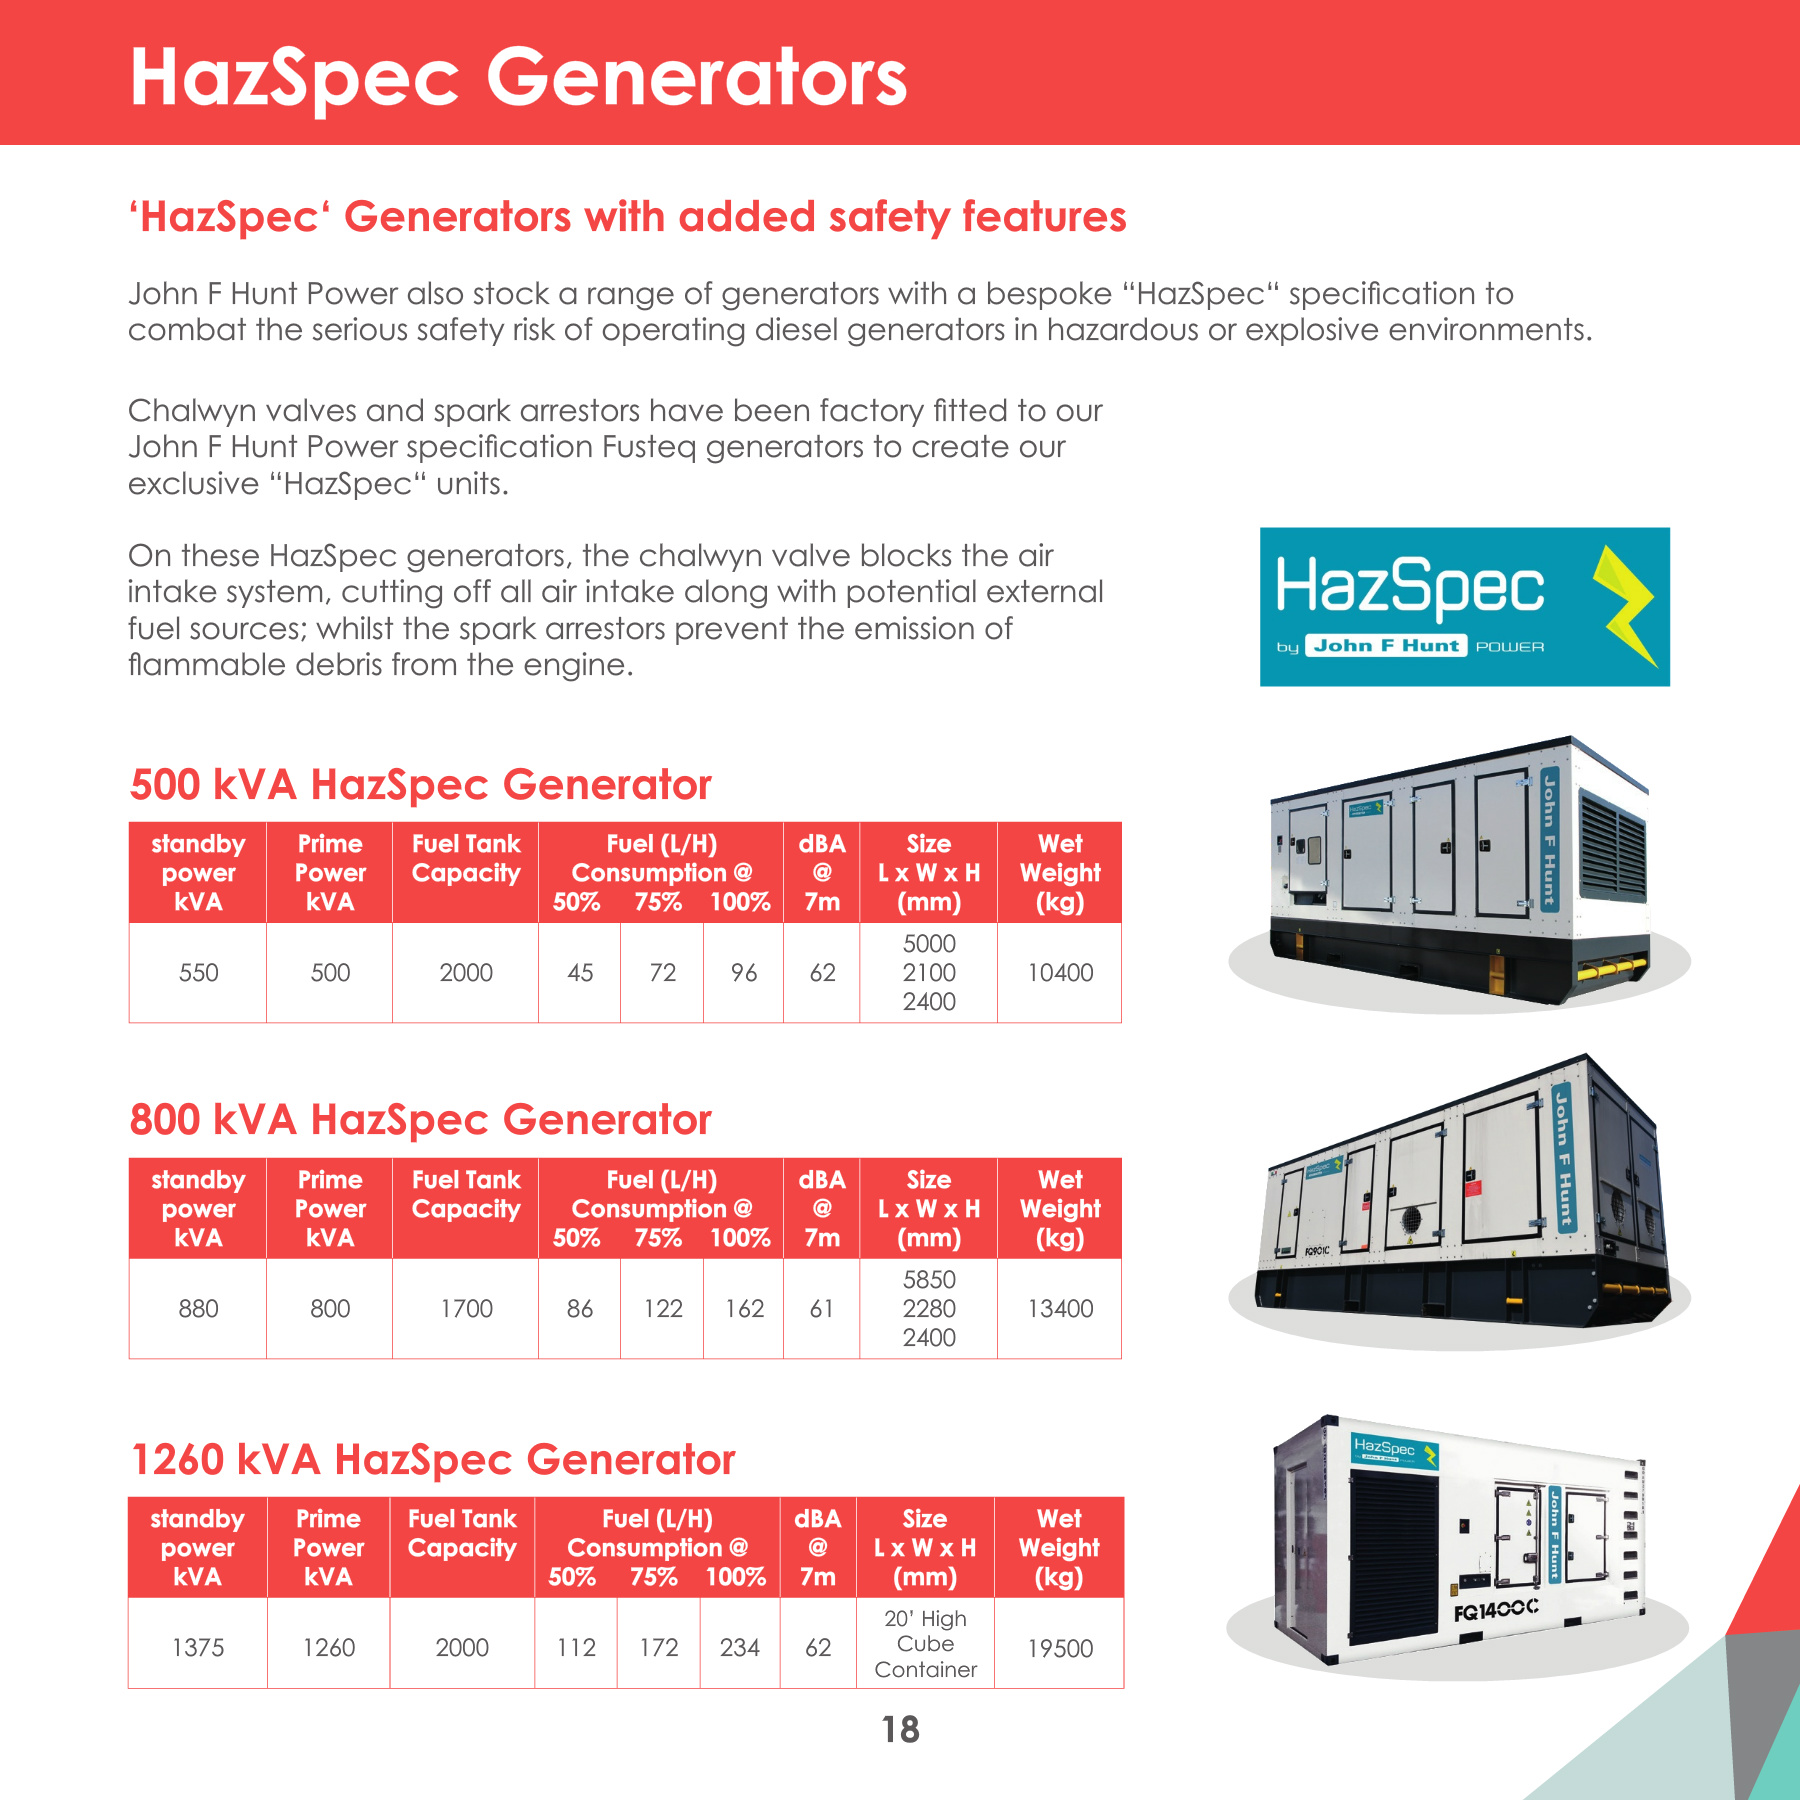 HazSpec Generators
‘HazSpec‘ Generators with added safety features
John F Hunt Power also stock a range of generators with a bespoke “HazSpec“ specification to
combat the serious safety risk of operating diesel generators in hazardous or explosive environments.
Chalwyn valves and spark arrestors have been factory fitted to our
John F Hunt Power specification Fusteq generators to create our
exclusive “HazSpec“ units.
On these HazSpec generators, the chalwyn valve blocks the air
intake system, cutting off all air intake along with potential external
fuel sources; whilst the spark arrestors prevent the emission of
flammable debris from the engine.
HazSpec
by John F Hunt POWER
500 kVA HazSpec Generator
standby power kVA
Prime Power kVA
Fuel Tank Capacity
Fuel (L/H) Consumption @
50% 75% 100%
dBA @ 7m
Size L x W x H (mm)
Wet Weight (kg)
550 500 2000 45 72 96 62
5000
2100
2400
10400
HazSpec
John F Hunt
800 kVA HazSpec Generator
standby power kVA
Prime Power kVA
Fuel Tank Capacity
Fuel (L/H) Consumption @
50% 75% 100%
dBA @ 7m
Size L x W x H (mm)
Wet Weight (kg)
880 800 1700 86 122 162 61
5850
2280
2400
13400
HazSpec
John F Hunt
FQ901C
1260 kVA HazSpec Generator
standby power kVA
Prime Power kVA
Fuel Tank Capacity
Fuel (L/H) Consumption @
50% 75% 100%
dBA @ 7m
Size L x W x H (mm)
Wet Weight (kg)
1375 1260 2000 112 172 234 62
20’ High
Cube
Container
19500
HazSpec
John F Hunt
John F Hunt
FQ1400C
18